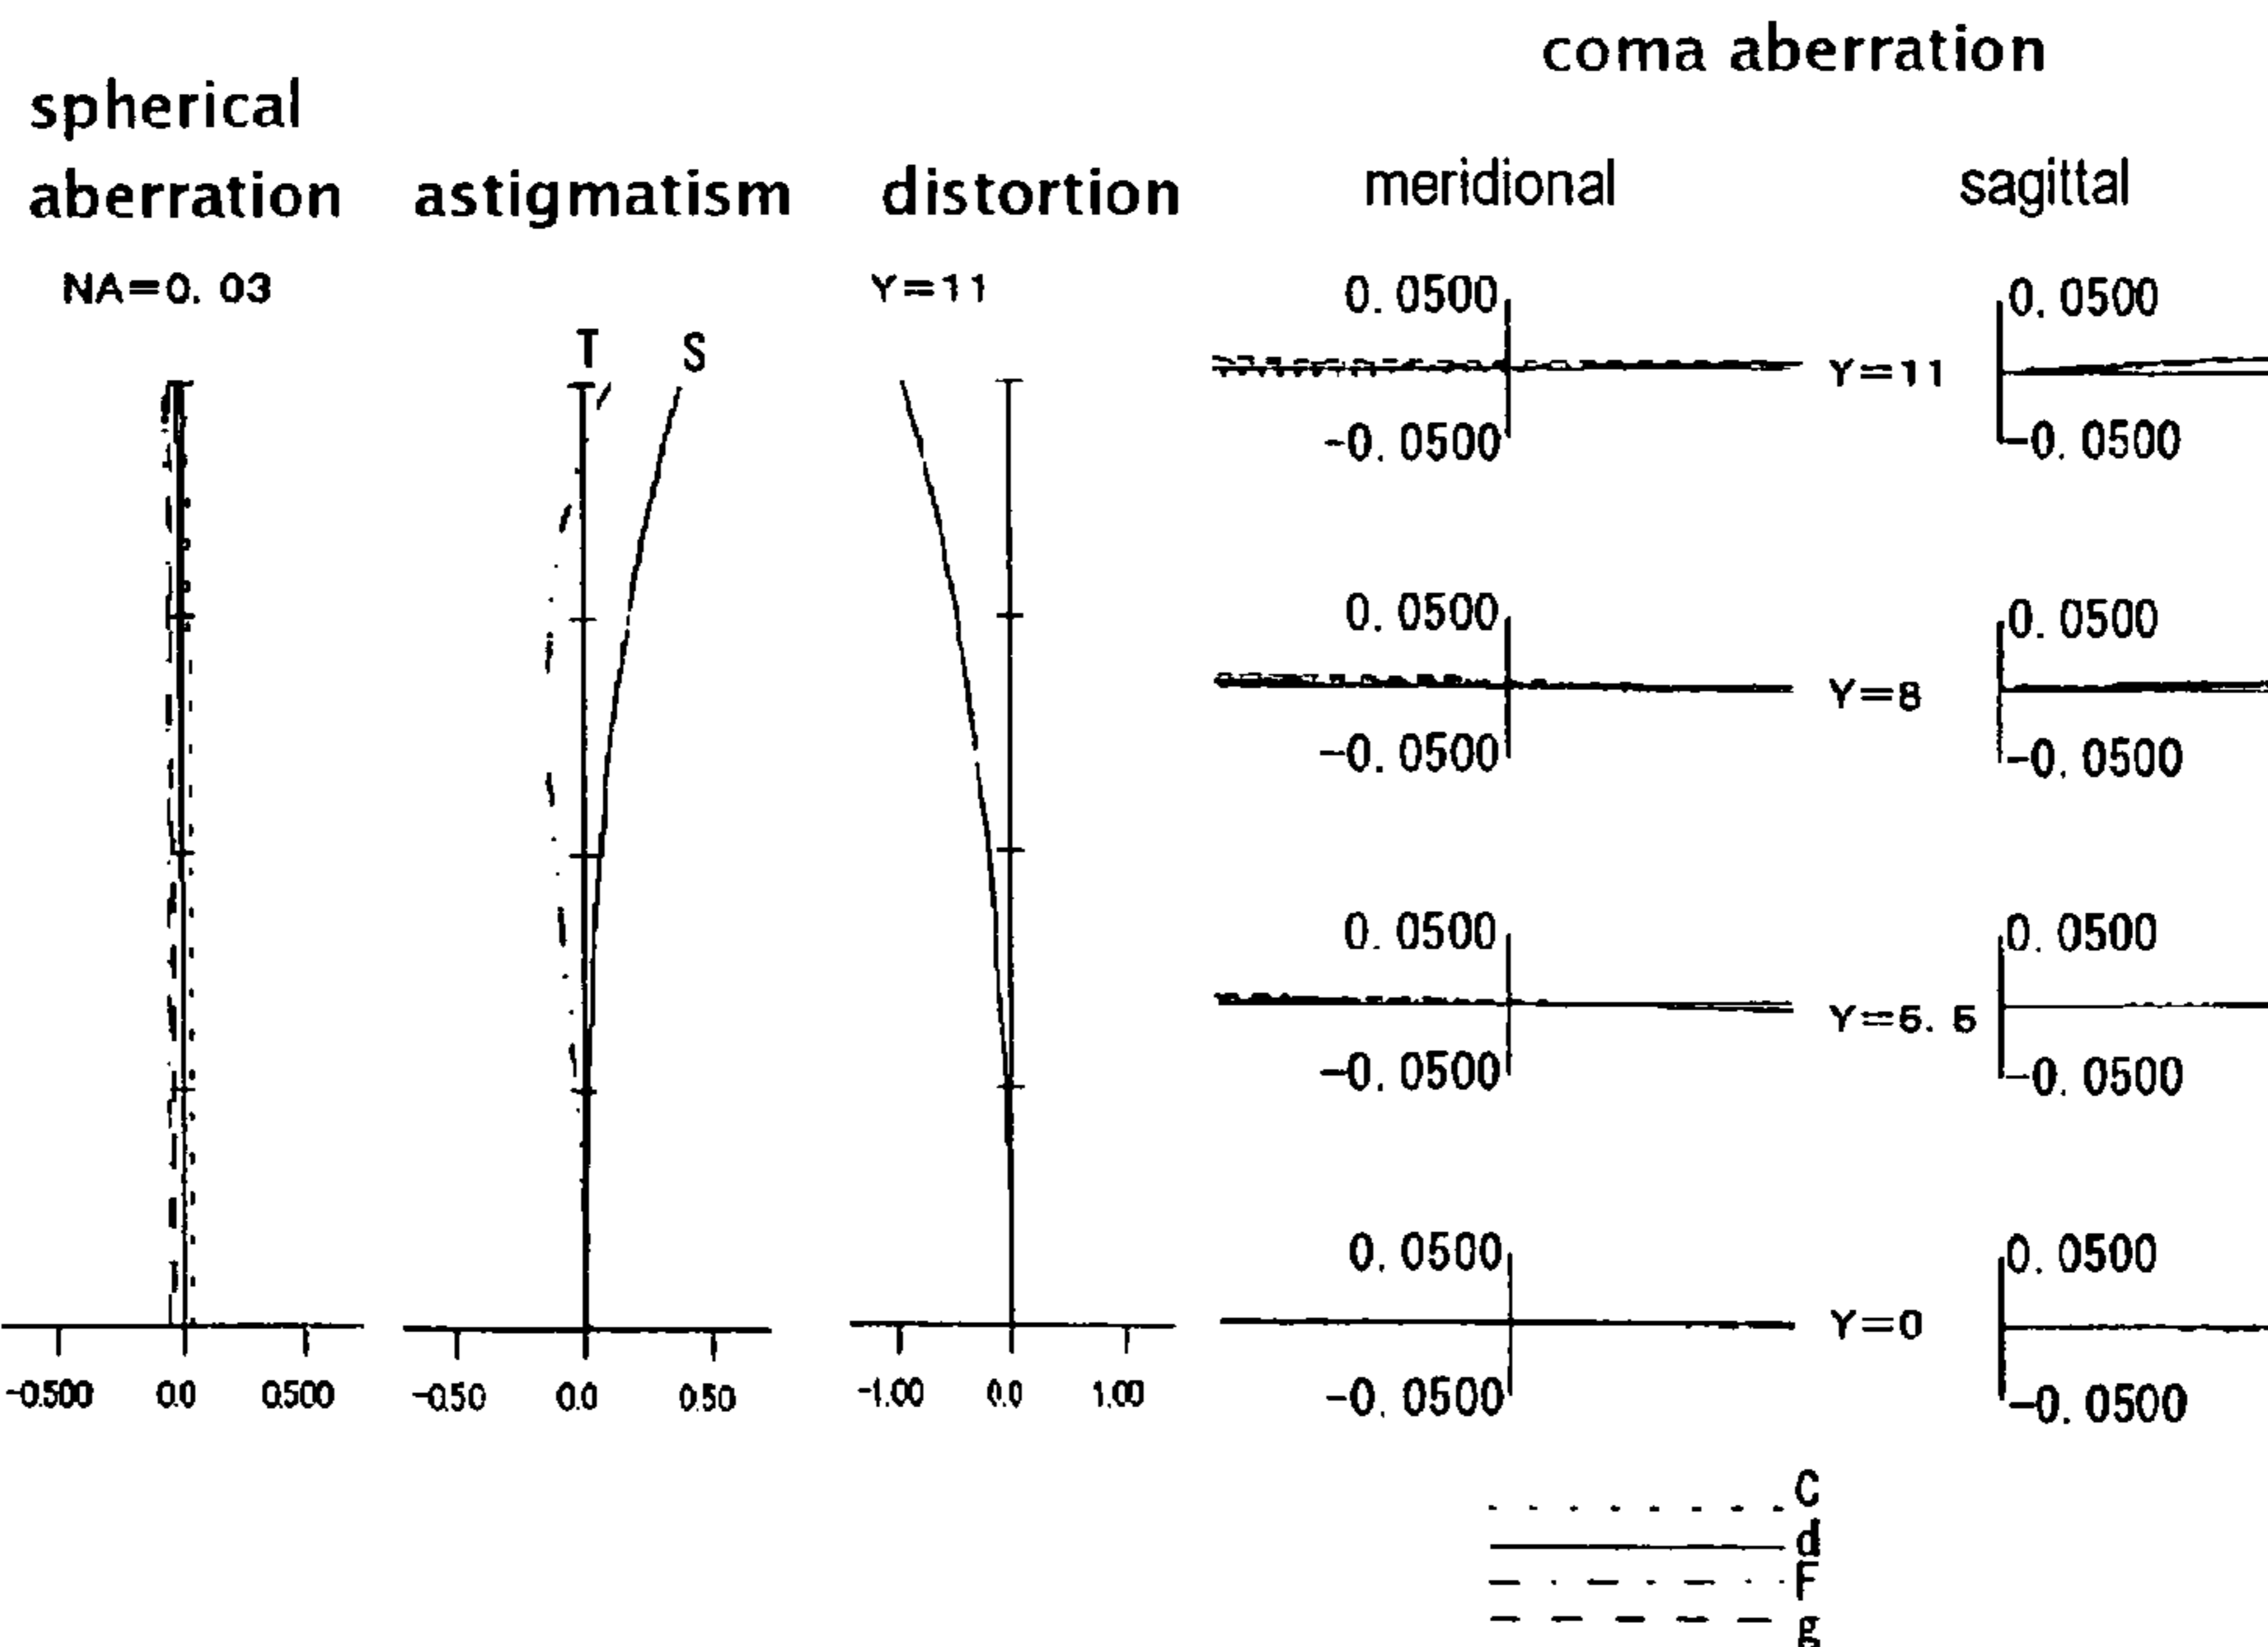 coma aberration
spherical
aberration
astigmatism
distortion
meridional
sagittal
NA=0. 03
Y=11
T
S
0. 0500
-0. 0500
Y=11
0. 0500
-0. 0500
0. 0500
-0. 0500
Y=8
0. 0500
-0. 0500
0. 0500
-0. 0500
Y=5. 5
0. 0500
-0. 0500
0. 0500
-0. 0500
Y=0
0. 0500
-0. 0500
-0.500 0.0 0.500
-0.50 0.0 0.50
-1.00 0.0 1.00
C
d
F
g